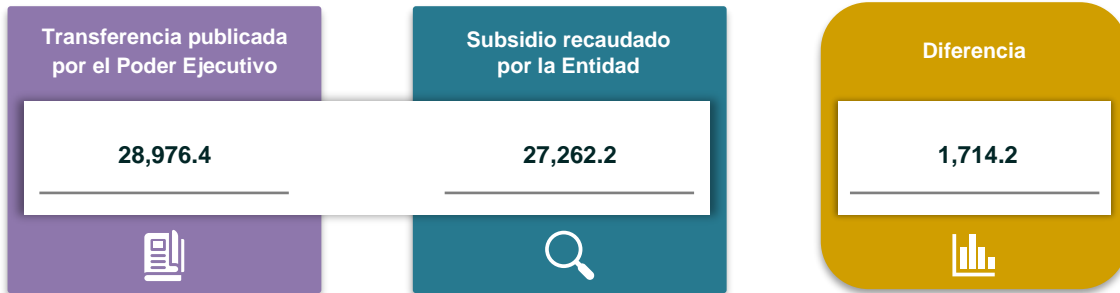 Transferencia publicada
por el Poder Ejecutivo
28,976.4
Subsidio recaudado
por la Entidad
27,262.2
Diferencia
1,714.2